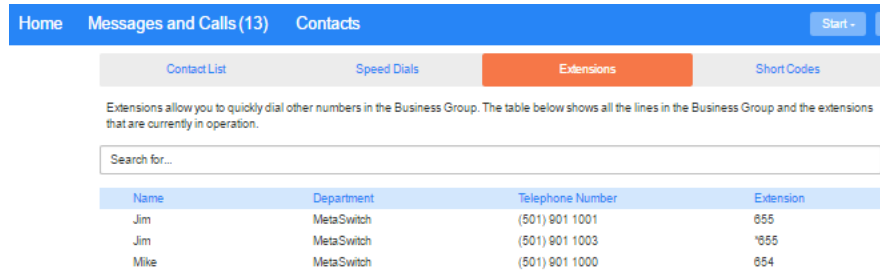 Home Messages and Calls (13) Contacts Start -
Contact List Speed Dials Extensions Short Codes
Extensions allow you to quickly dial other numbers in the Business Group. The table below shows all the lines in the Business Group and the extensions
that are currently in operation.
Search for...
Name Department Telephone Number Extension
Jim MetaSwitch (501) 901 1001 655
Jim MetaSwitch (501) 901 1003 *655
Mike MetaSwitch (501) 901 1000 654